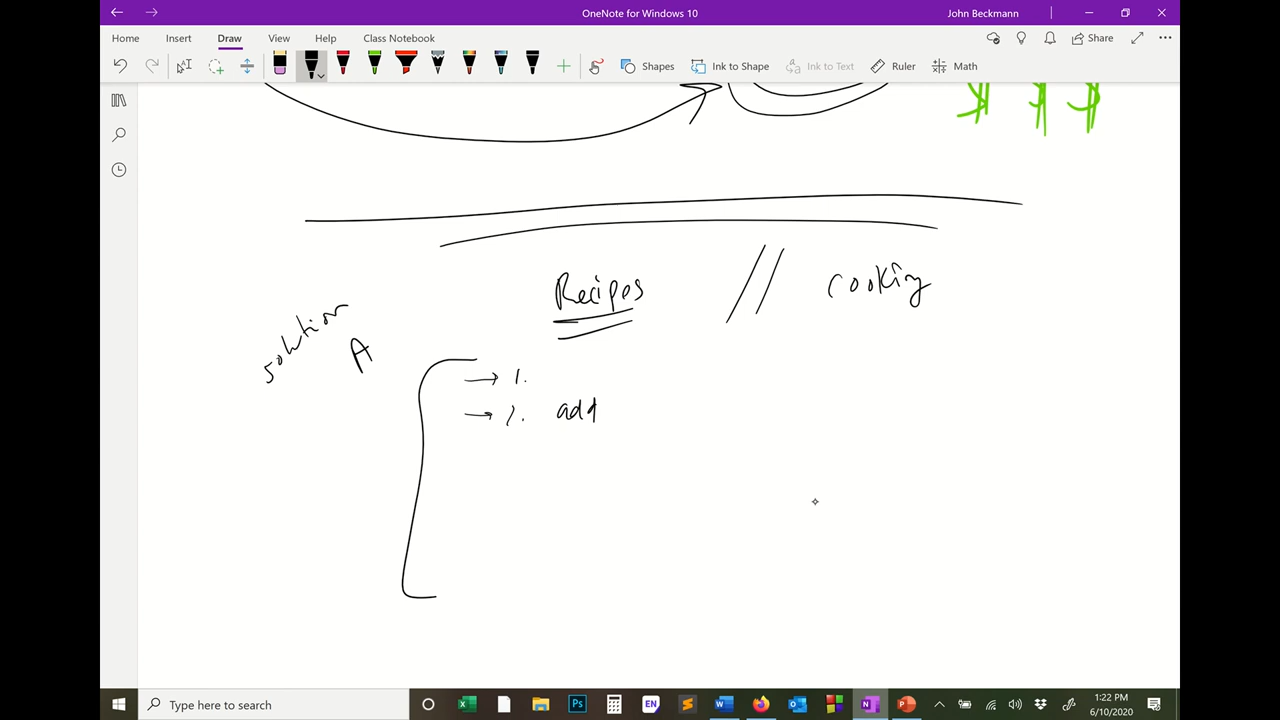 OneNote for Windows 10
John Beckmann
Home Insert Draw View Help Class Notebook
Share
Shapes Ink to Shape Ink to Text Ruler Math
$ $ $
Recipes // cooking
solution
A
→ 1.
→ 2. add
Type here to search
EN
1:22 PM
6/10/2020